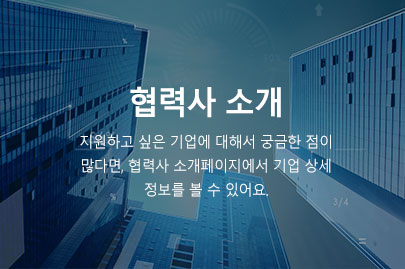 협력사 소개
지원하고 싶은 기업에 대해서 궁금한 점이
많다면, 협력사 소개페이지에서 기업 상세
정보를 볼 수 있어요.
3/4